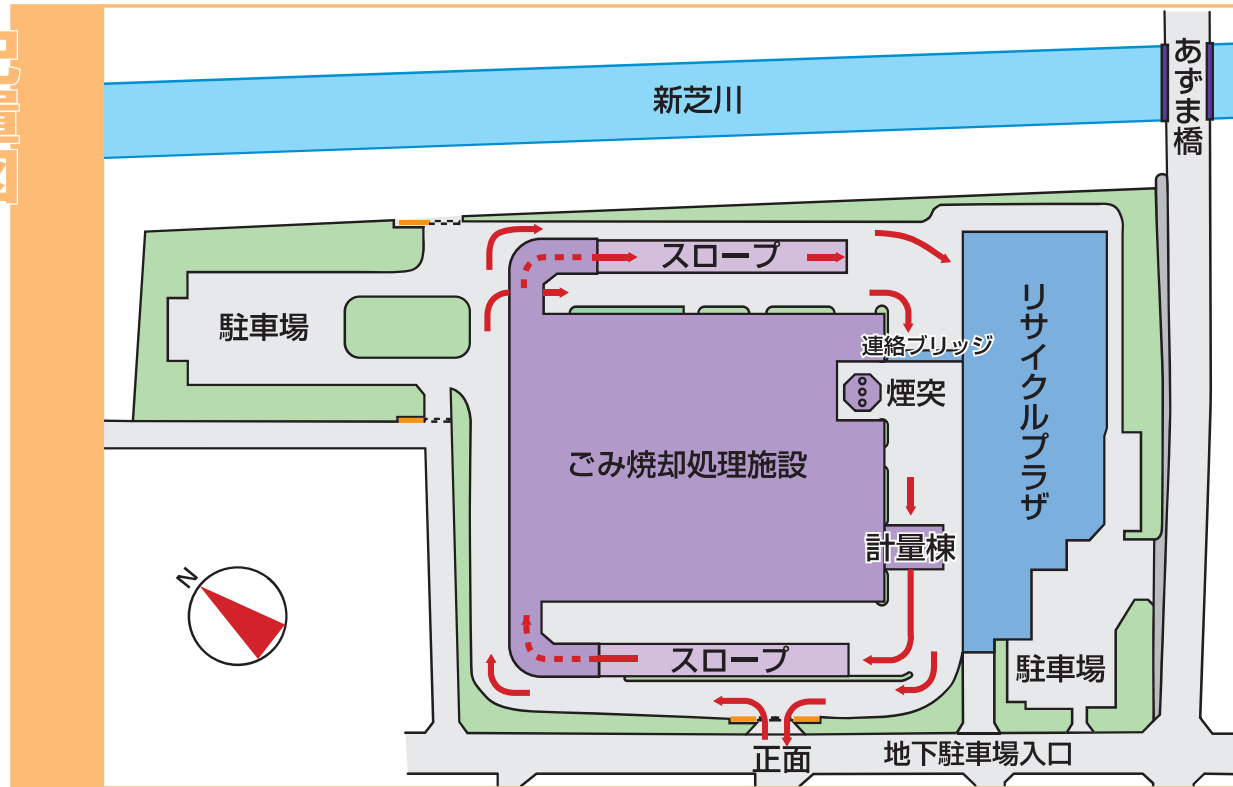 配置図
新芝川
あずま橋
スロープ
リサイクルプラザ
駐車場
連絡ブリッジ
煙突
ごみ焼却処理施設
計量棟
N
スロープ
駐車場
地下駐車場入口
正面